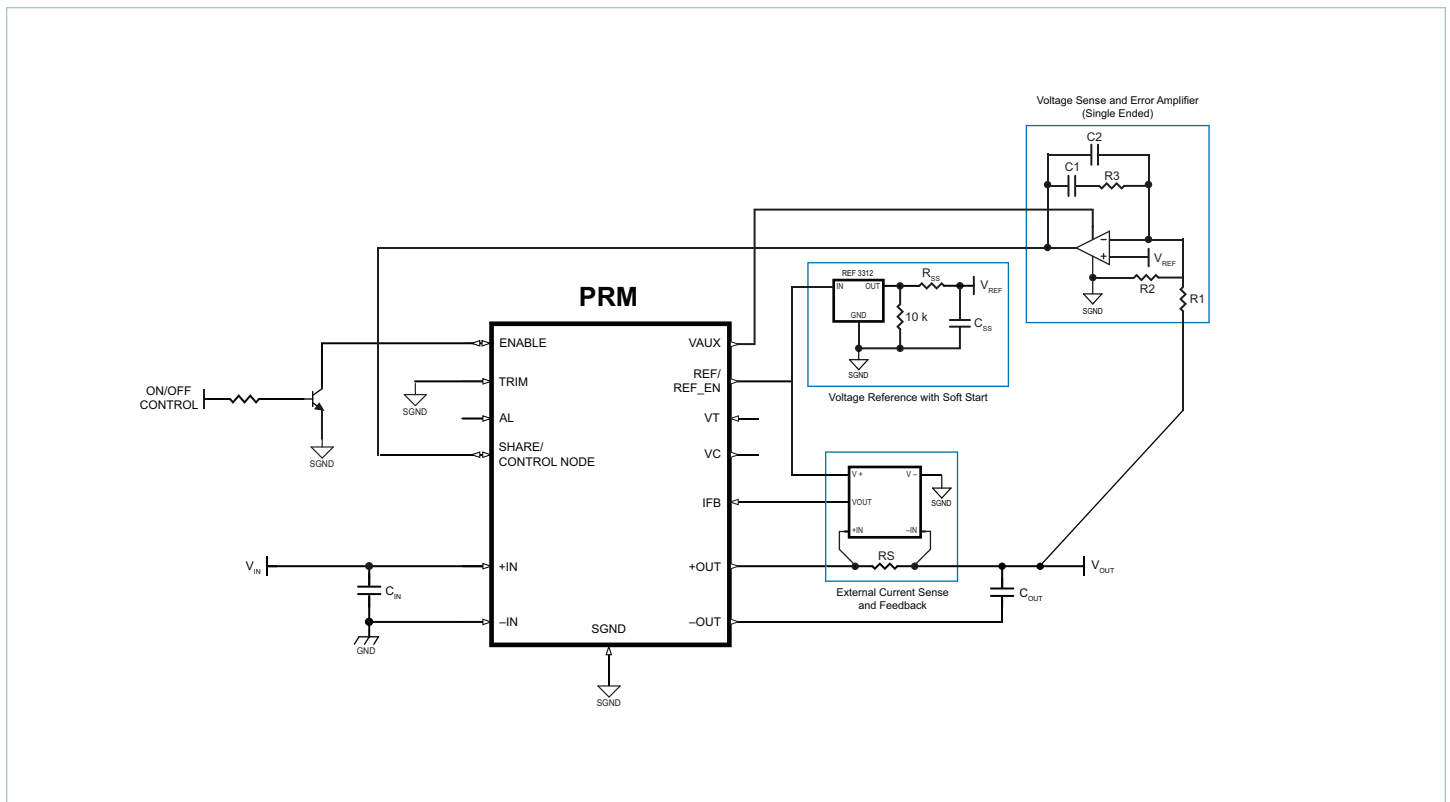 Voltage Sense and Error Amplifier
(Single Ended)
C2
C1
R3
–
+
VREF
R2
R1
SGND
REF 3312
IN
OUT
GND
RSS
VREF
10 k
CSS
SGND
Voltage Reference with Soft Start
PRM
ENABLE
TRIM
AL
SHARE/
CONTROL NODE
+IN
–IN
VAUX
REF/
REF_EN
VT
VC
IFB
+OUT
–OUT
SGND
ON/OFF
CONTROL
SGND
SGND
VIN
CIN
GND
SGND
V +
V –
VOUT
+IN
–IN
SGND
RS
External Current Sense
and Feedback
COUT
VOUT